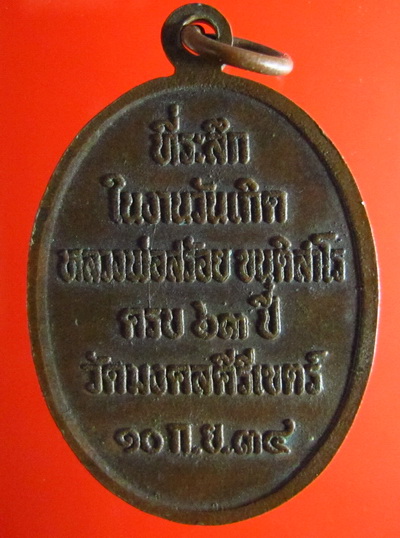 ที่ระลึก
ในงานวันเกิด
หลวงพ่อสร้อย ขนฺติสาโร
ครบ ๖๓ ปี
วัดมงคลคีรีเขตร์
๑๐ ก.ย. ๓๔